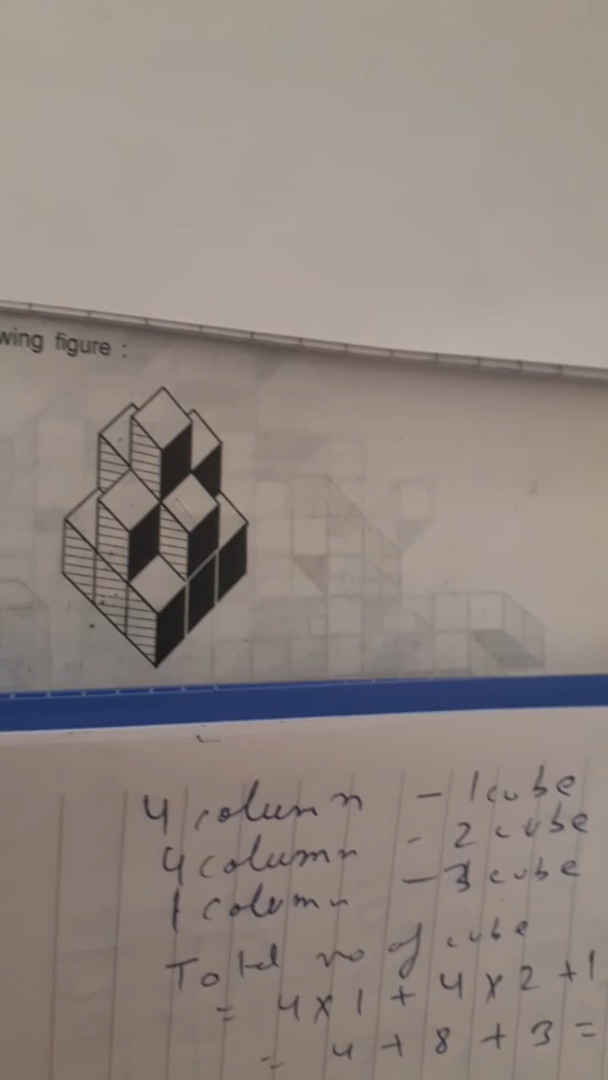 wing figure :
4 column - 1 cube
4 column - 2 cube
1 column - 3 cube
Total no of cube
= 4 x 1 + 4 x 2 + 1
= 4 + 8 + 3 =